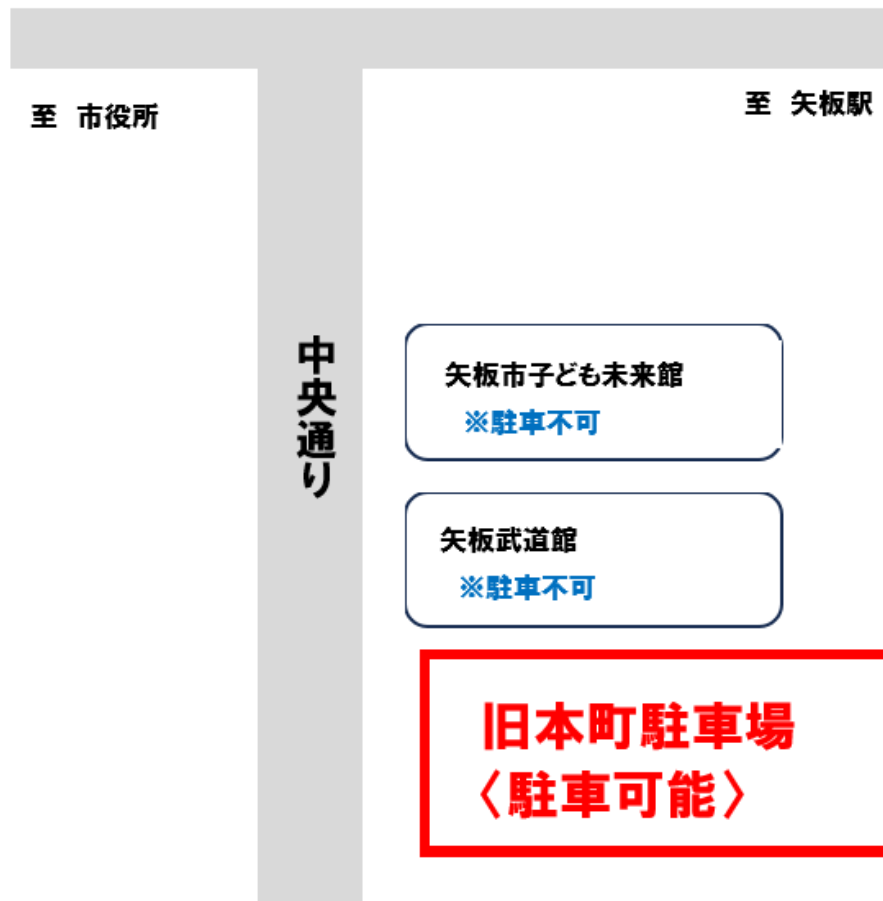 至 市役所
至 矢板駅
中央通り
矢板市子ども未来館
※駐車不可
矢板武道館
※駐車不可
旧本町駐車場
〈駐車可能〉